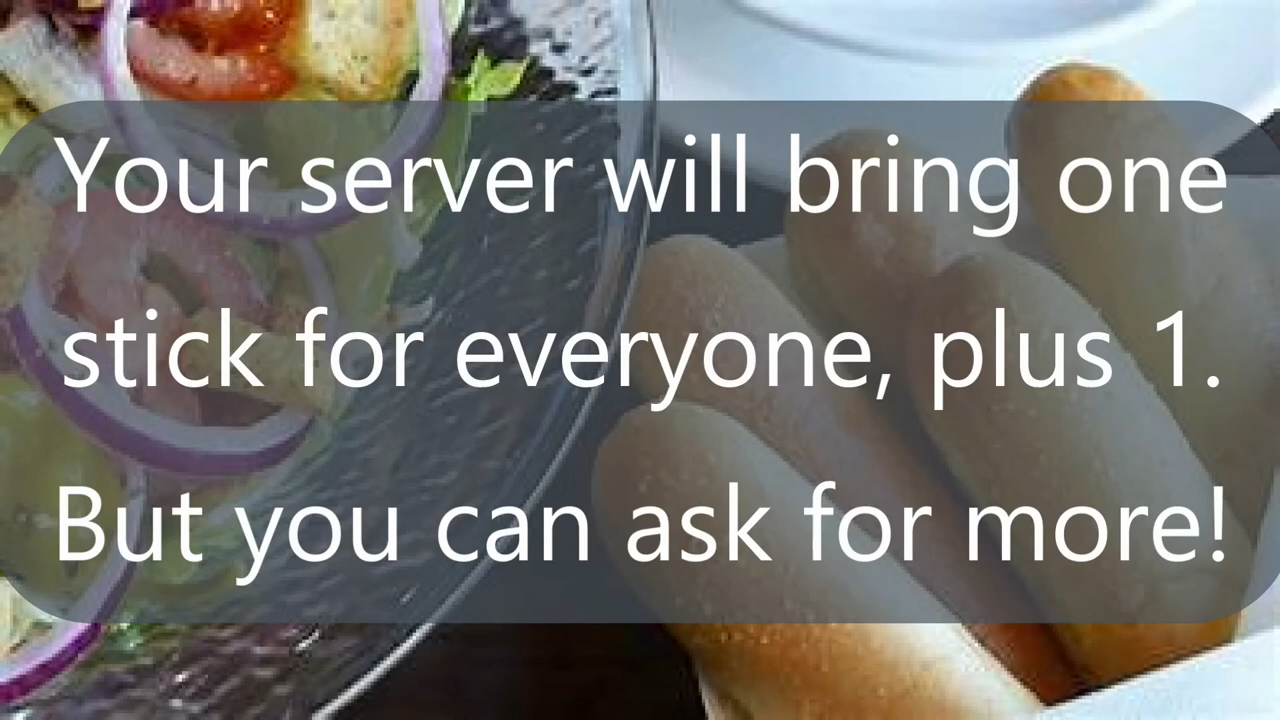 Your server will bring one
stick for everyone, plus 1.
But you can ask for more!